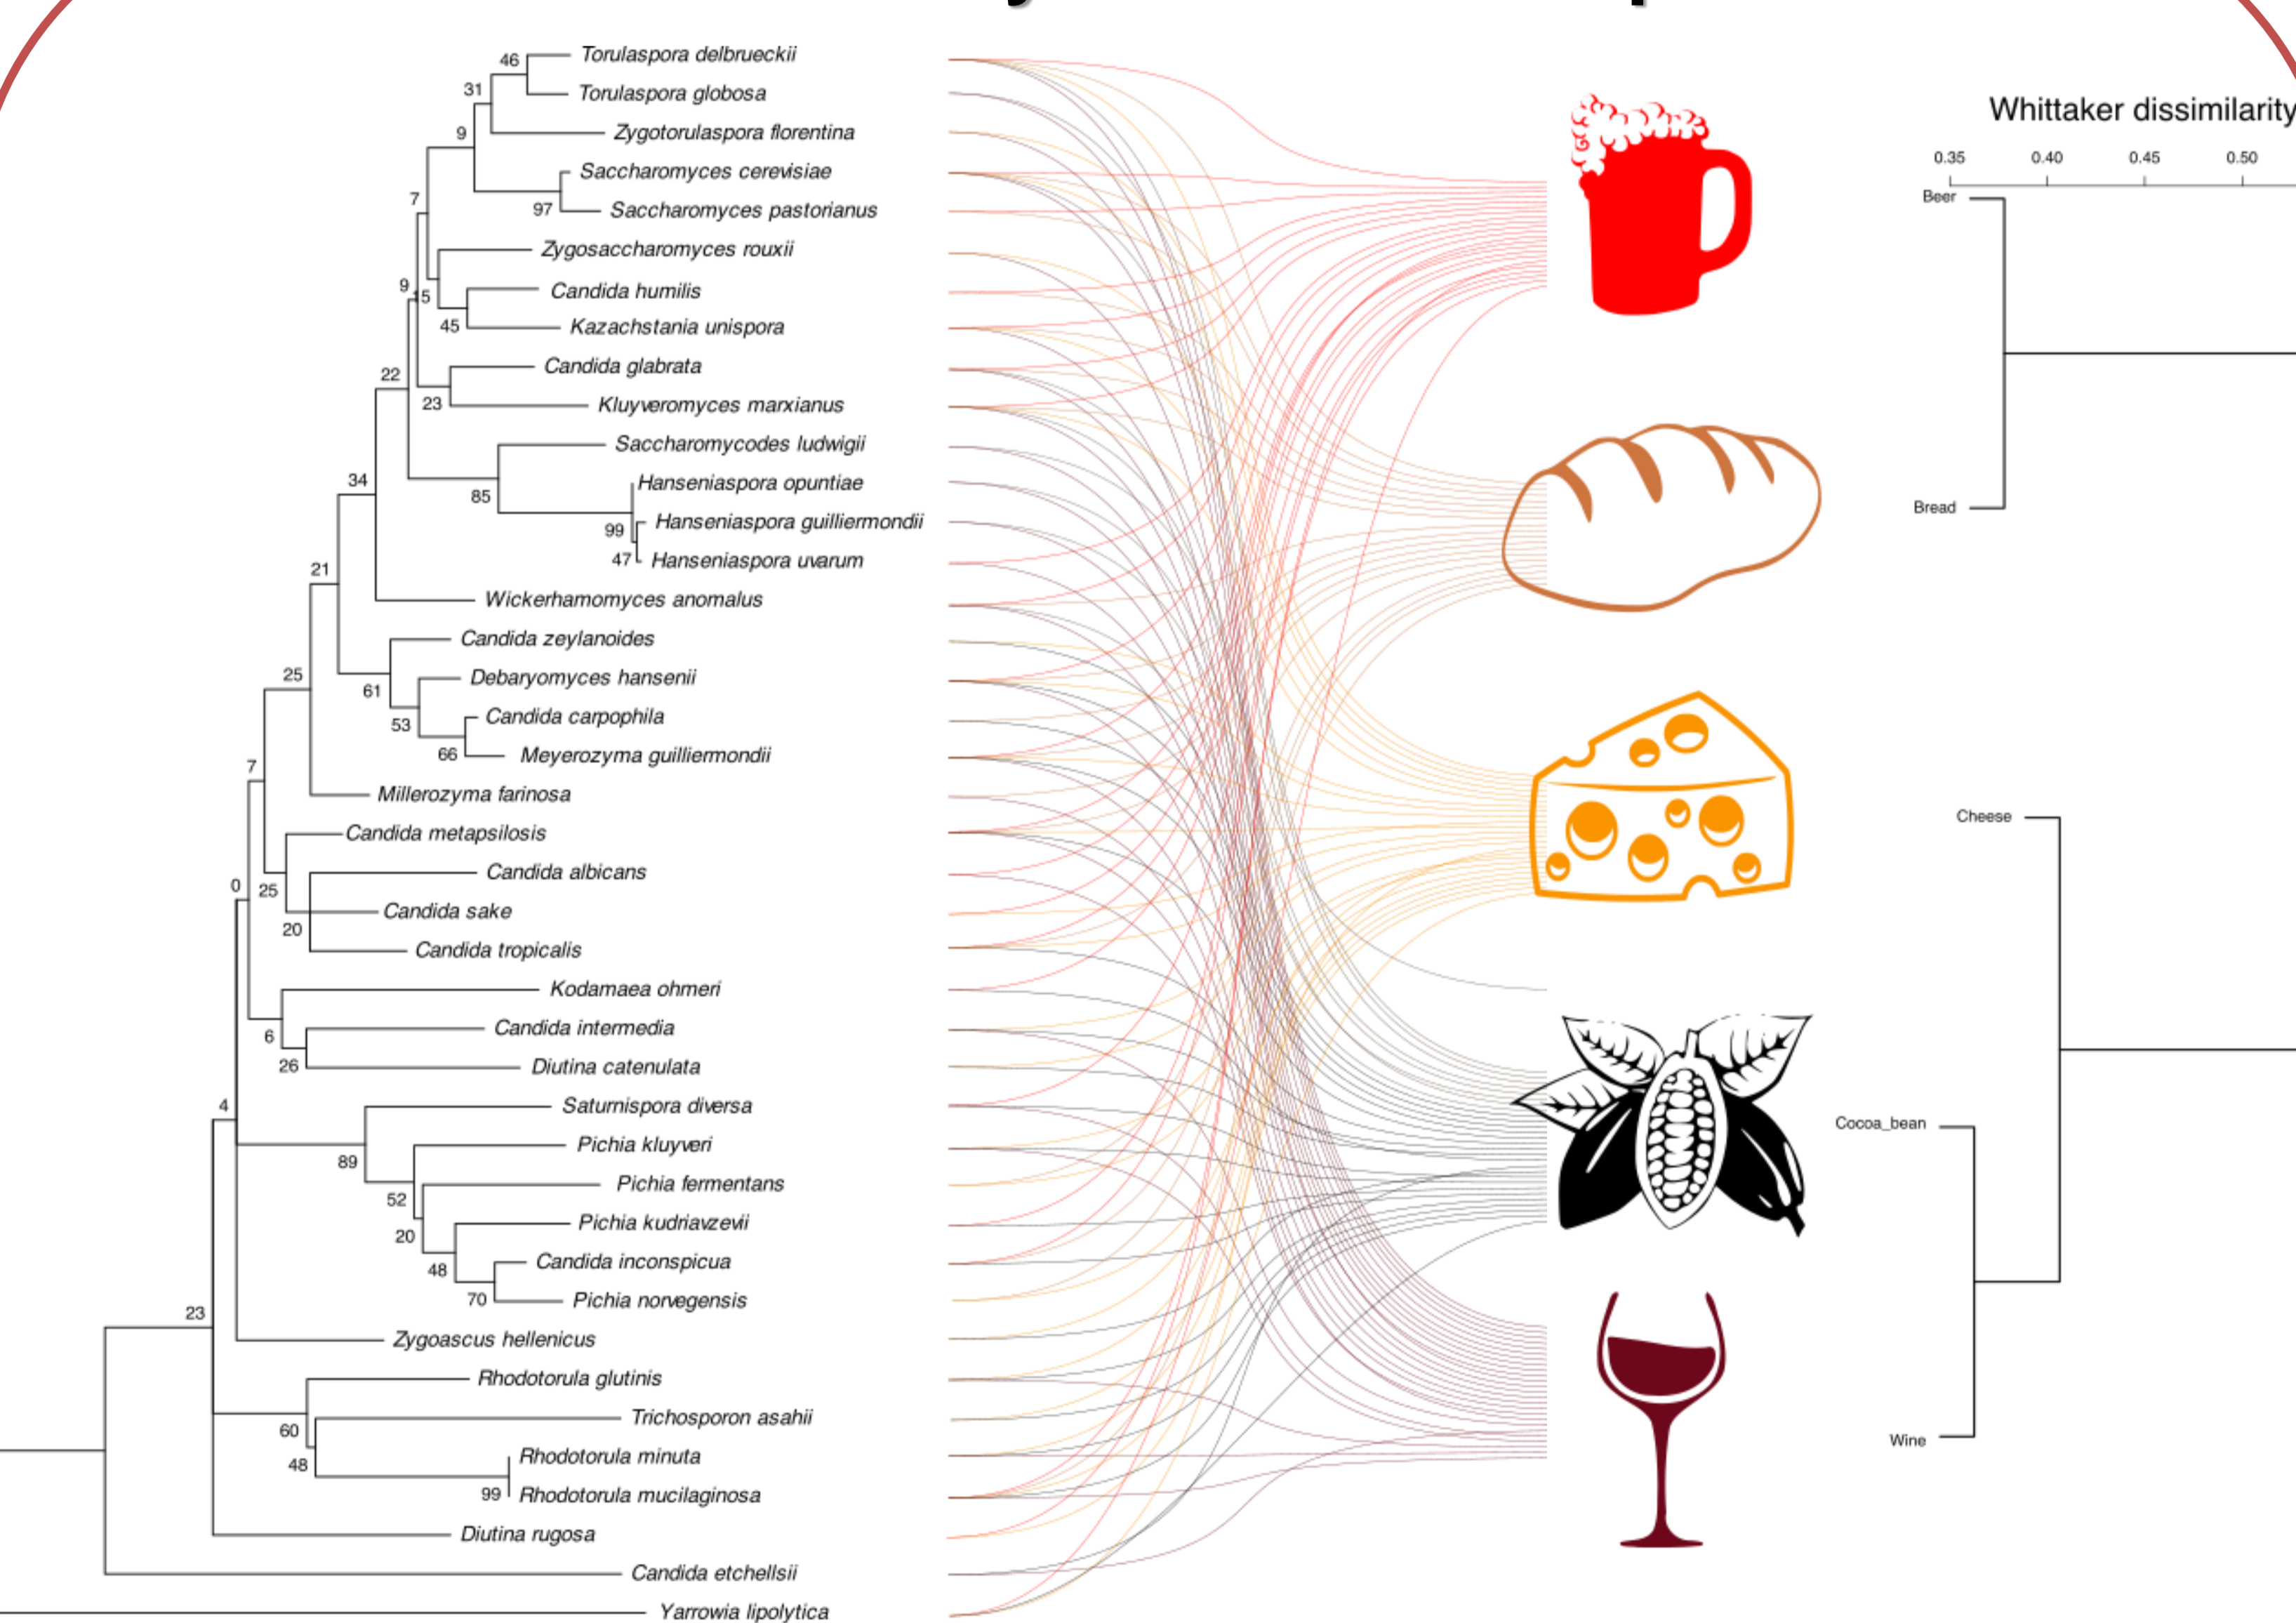 46
Torulaspora delbrueckii
31
Torulaspora globosa
9
Zygotorulaspora florentina
Saccharomyces cerevisiae
97
Saccharomyces pastorianus
7
Zygosaccharomyces rouxii
9
15
Candida humilis
45
Kazachstania unispora
Candida glabrata
22
23
Kluyveromyces marxianus
Saccharomycodes ludwigii
34
85
Hanseniaspora opuntiae
99
Hanseniaspora guilliermondii
47
Hanseniaspora uvarum
21
Wickerhamomyces anomalus
Candida zeylanoides
25
61
Debaryomyces hansenii
53
Candida carpophila
66
Meyerozyma guilliermondii
7
Millerozyma farinosa
Candida metapsilosis
0
25
Candida albicans
20
Candida sake
Candida tropicalis
Kodamaea ohmeri
6
Candida intermedia
26
Diutina catenulata
4
Saturnispora diversa
89
Pichia kluyveri
52
Pichia fermentans
20
Pichia kudriavzevii
48
Candida inconspicua
70
Pichia norvegensis
23
Zygoascus hellenicus
Rhodotorula glutinis
60
Trichosporon asahii
48
Rhodotorula minuta
99
Rhodotorula mucilaginosa
Diutina rugosa
Candida etchellsii
Yarrowia lipolytica
Whittaker dissimilarity
0.35 0.40 0.45 0.50
Beer
Bread
Cheese
Cocoa_bean
Wine